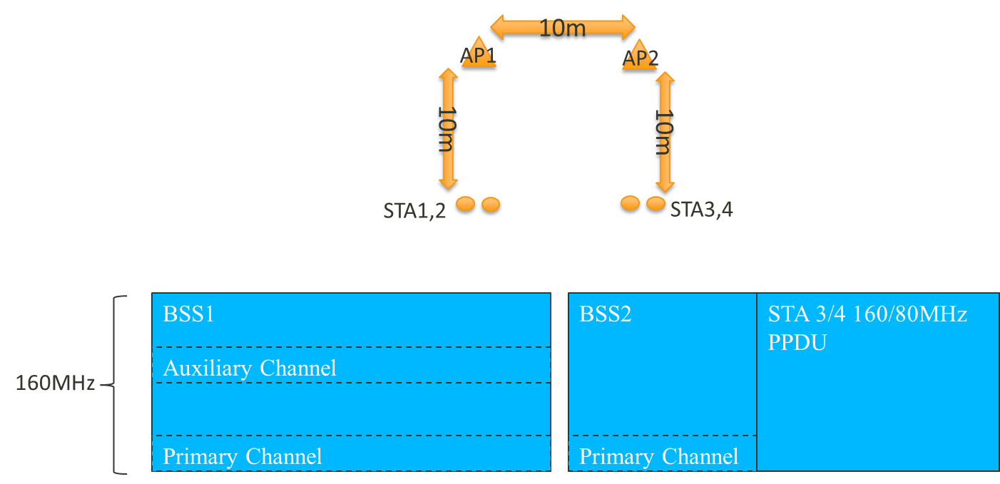 10m
AP1
AP2
10m
10m
STA1,2
STA3,4
160MHz
BSS1
Auxiliary Channel
Primary Channel
BSS2
Primary Channel
STA 3/4 160/80MHz
PPDU